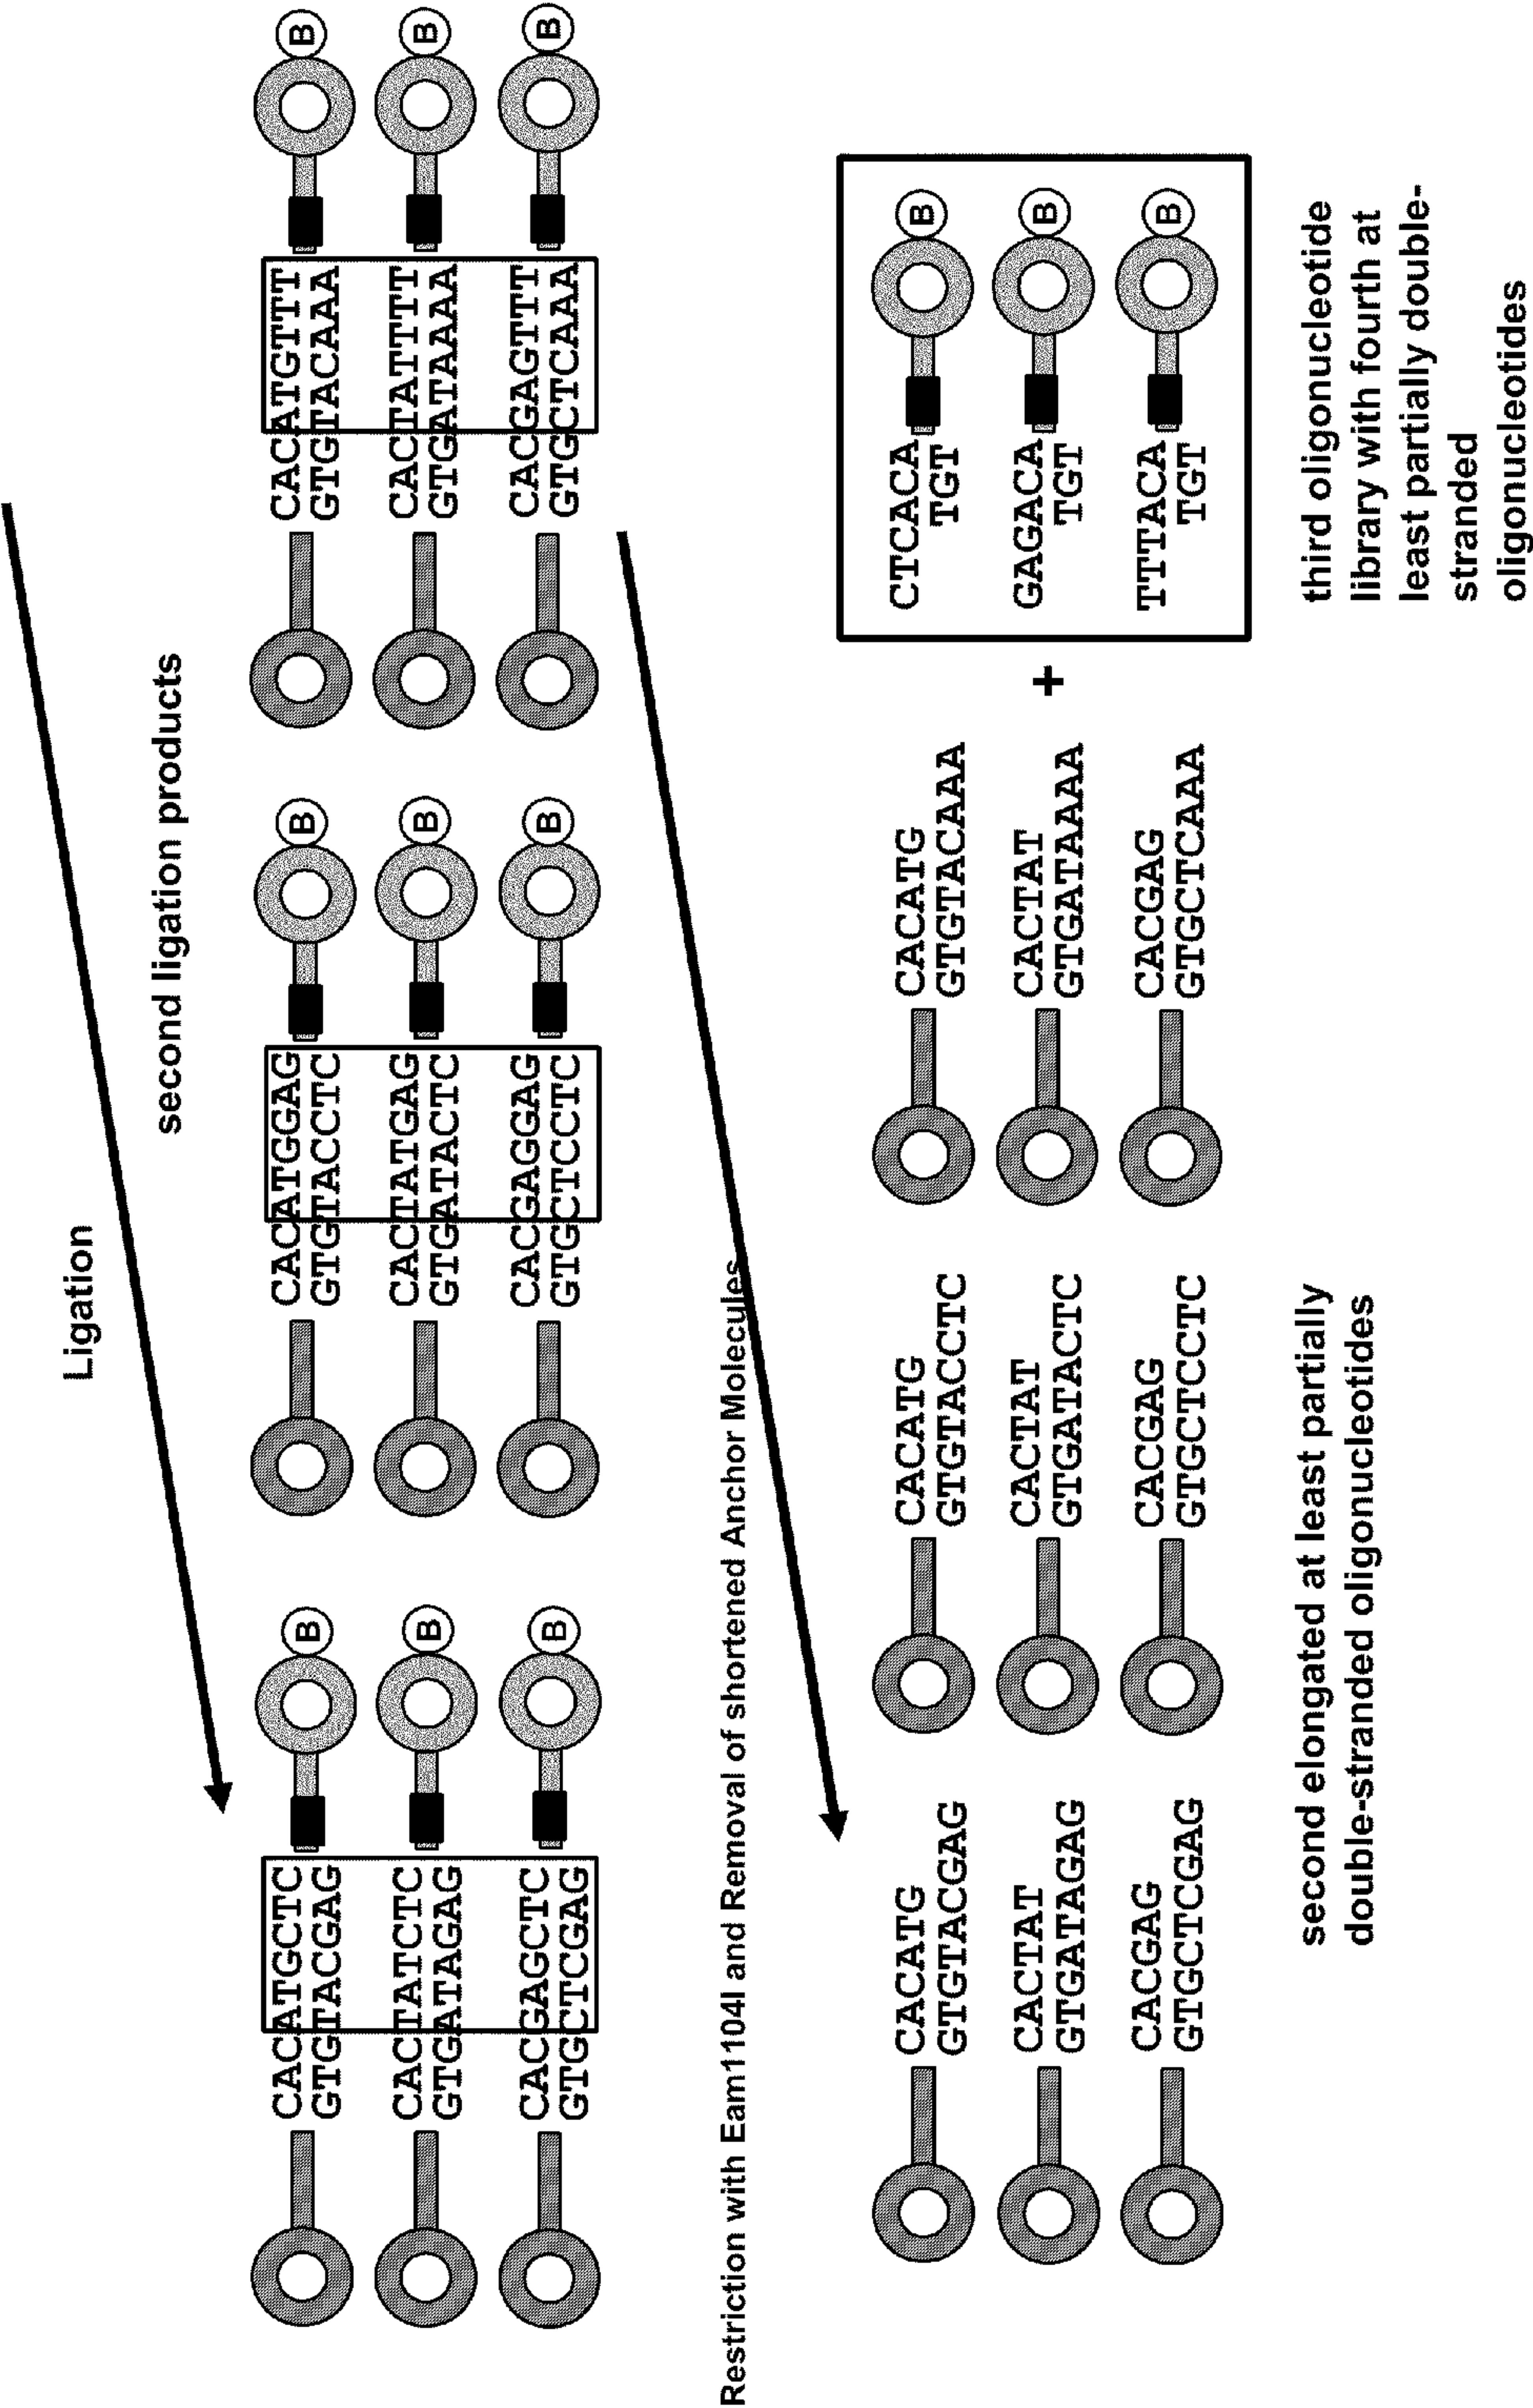 Ligation
second ligation products
CACATGCTC
GTGTACGAG
B
CACTATCTC
GTGATAGAG
B
CACGAGCTC
GTGCTCGAG
B
CACATGGAG
GTGTACCTC
B
CACTATGAG
GTGATACTC
B
CACGAGGAG
GTGCTCCTC
B
CACATGTTT
GTGTACAAA
B
CACTATTTT
GTGATAAAA
B
CACGAGTTT
GTGCTCAAA
B
Restriction with Eam1104I and Removal of shortened Anchor Molecules
CACATG
GTGTACGAG
CACTAT
GTGATAGAG
CACGAG
GTGCTCGAG
CACATG
GTGTACCTC
CACTAT
GTGATACTC
CACGAG
GTGCTCCTC
CACATG
GTGTACAAA
CACTAT
GTGATAAAA
CACGAG
GTGCTCAAA
+
CTCACA
TGT
B
GAGACA
TGT
B
TTTACA
TGT
B
second elongated at least partially
double-stranded oligonucleotides
third oligonucleotide
library with fourth at
least partially double-
stranded
oligonucleotides